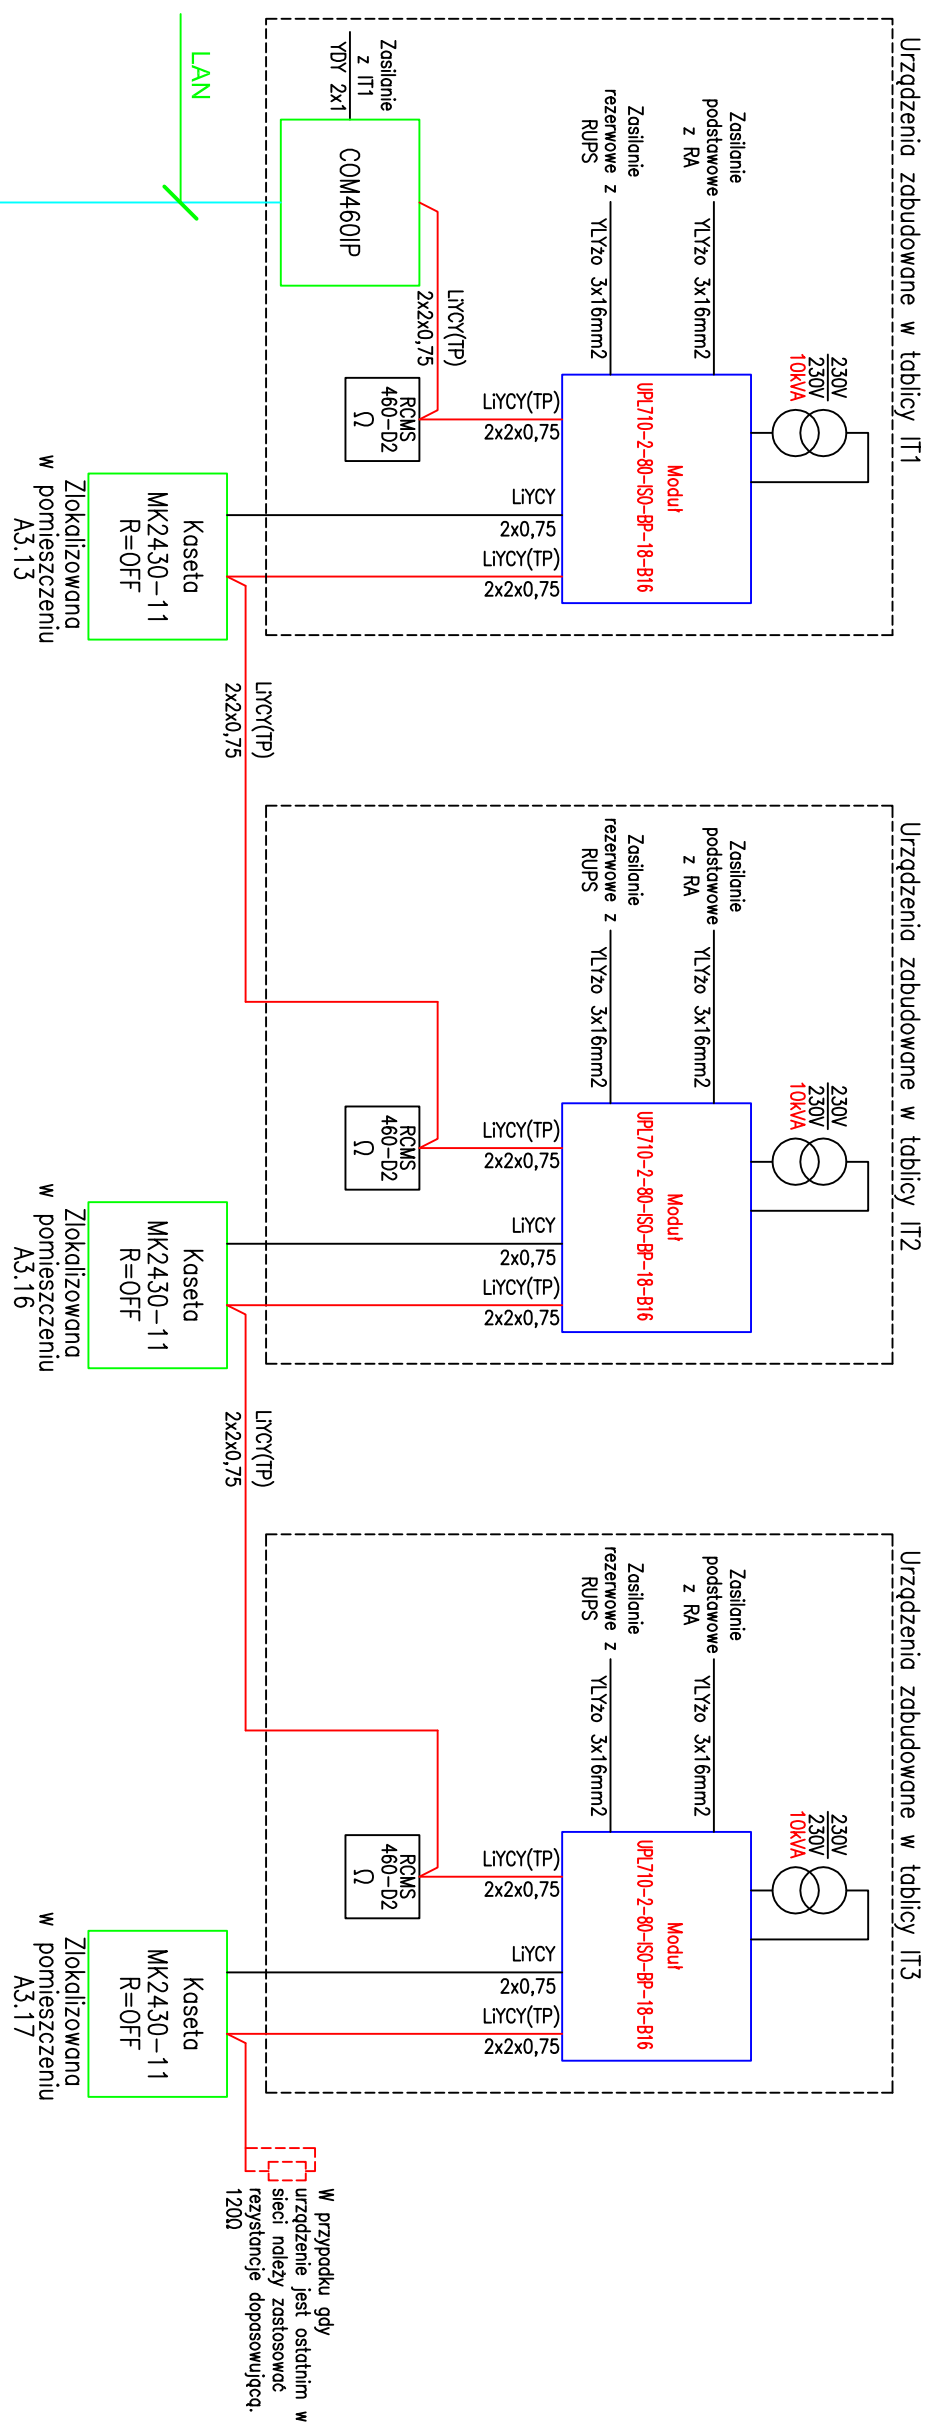 Urządzenia zabudowane w tablicy IT1
230V
230V
10kVA
Zasilanie
podstawowe
z RA
YLYżo 3x16mm2
Zasilanie
rezerwowe z
RUPS
YLYżo 3x16mm2
Moduł
UPL710-2-80-ISO-BP-18-B16
Zasilanie
z IT1
YDY 2x1
COM460IP
LiYCY(TP)
2x2x0,75
RCMS
460-D2
Ω
LiYCY(TP)
2x2x0,75
LiYCY
2x0,75
LiYCY(TP)
2x2x0,75
LAN
Kaseta
MK2430-11
R=OFF
Zlokalizowana
w pomieszczeniu
A3.13
LiYCY(TP)
2x2x0,75
Urządzenia zabudowane w tablicy IT2
230V
230V
10kVA
Zasilanie
podstawowe
z RA
YLYżo 3x16mm2
Zasilanie
rezerwowe z
RUPS
YLYżo 3x16mm2
Moduł
UPL710-2-80-ISO-BP-18-B16
RCMS
460-D2
Ω
LiYCY(TP)
2x2x0,75
LiYCY
2x0,75
LiYCY(TP)
2x2x0,75
Kaseta
MK2430-11
R=OFF
Zlokalizowana
w pomieszczeniu
A3.16
LiYCY(TP)
2x2x0,75
Urządzenia zabudowane w tablicy IT3
230V
230V
10kVA
Zasilanie
podstawowe
z RA
YLYżo 3x16mm2
Zasilanie
rezerwowe z
RUPS
YLYżo 3x16mm2
Moduł
UPL710-2-80-ISO-BP-18-B16
RCMS
460-D2
Ω
LiYCY(TP)
2x2x0,75
LiYCY
2x0,75
LiYCY(TP)
2x2x0,75
Kaseta
MK2430-11
R=OFF
Zlokalizowana
w pomieszczeniu
A3.17
W przypadku gdy
urządzenie jest ostatnim w
sieci należy zastosować
rezystancje dopasowującą.
120Ω